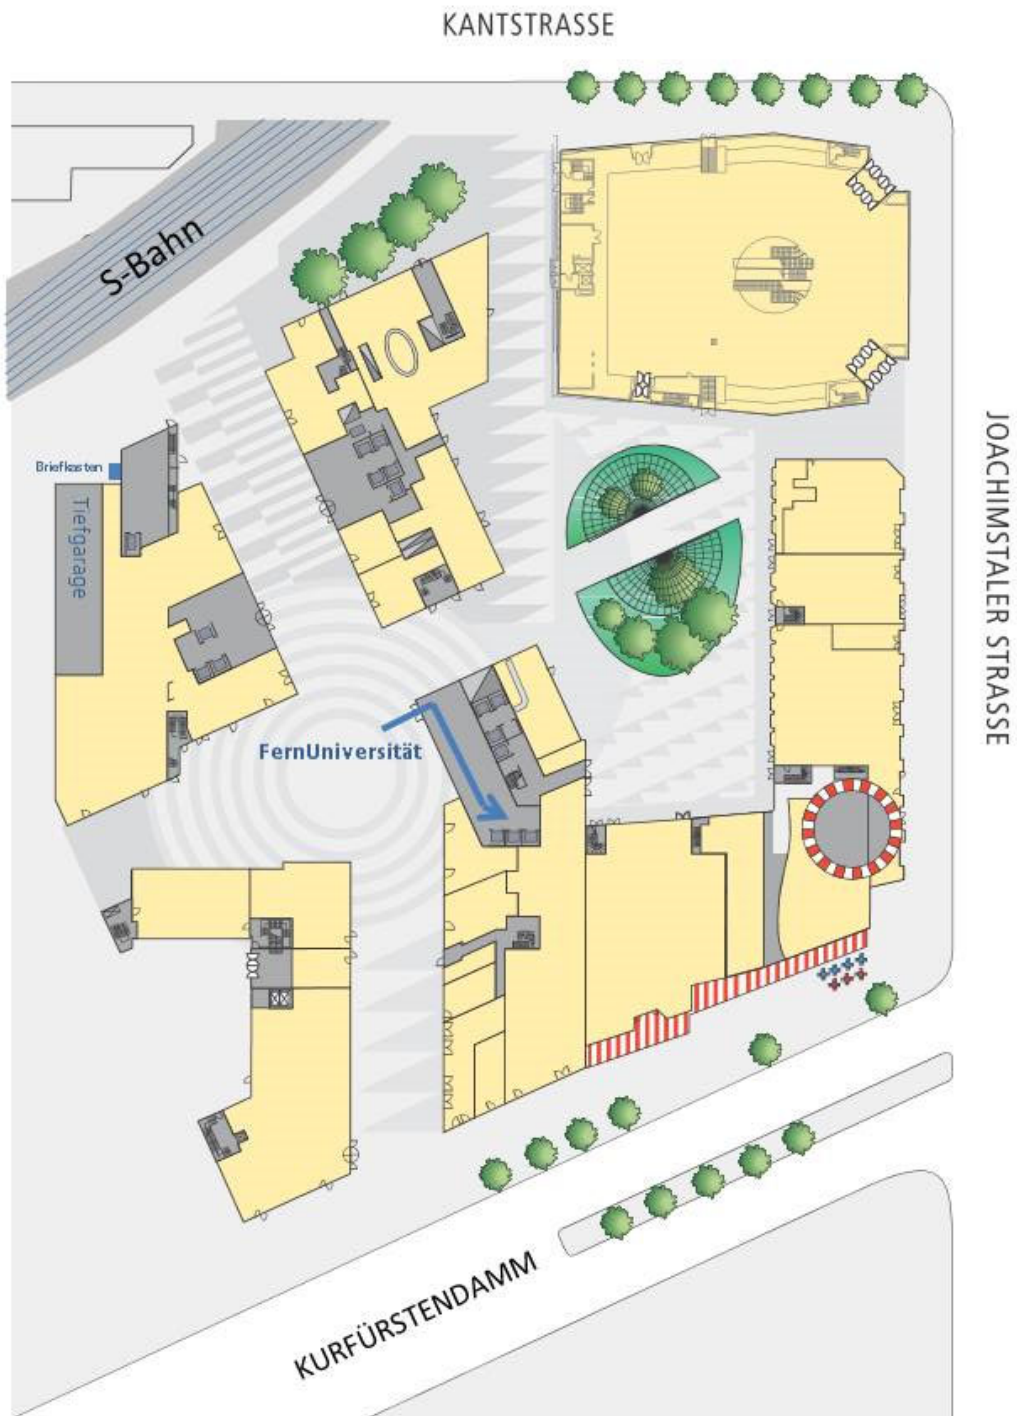 KANTSTRASSE
S-Bahn
JOACHIMSTALER STRASSE
Briefkasten
Tiefgarage
FernUniversität
KURFÜRSTENDAMM